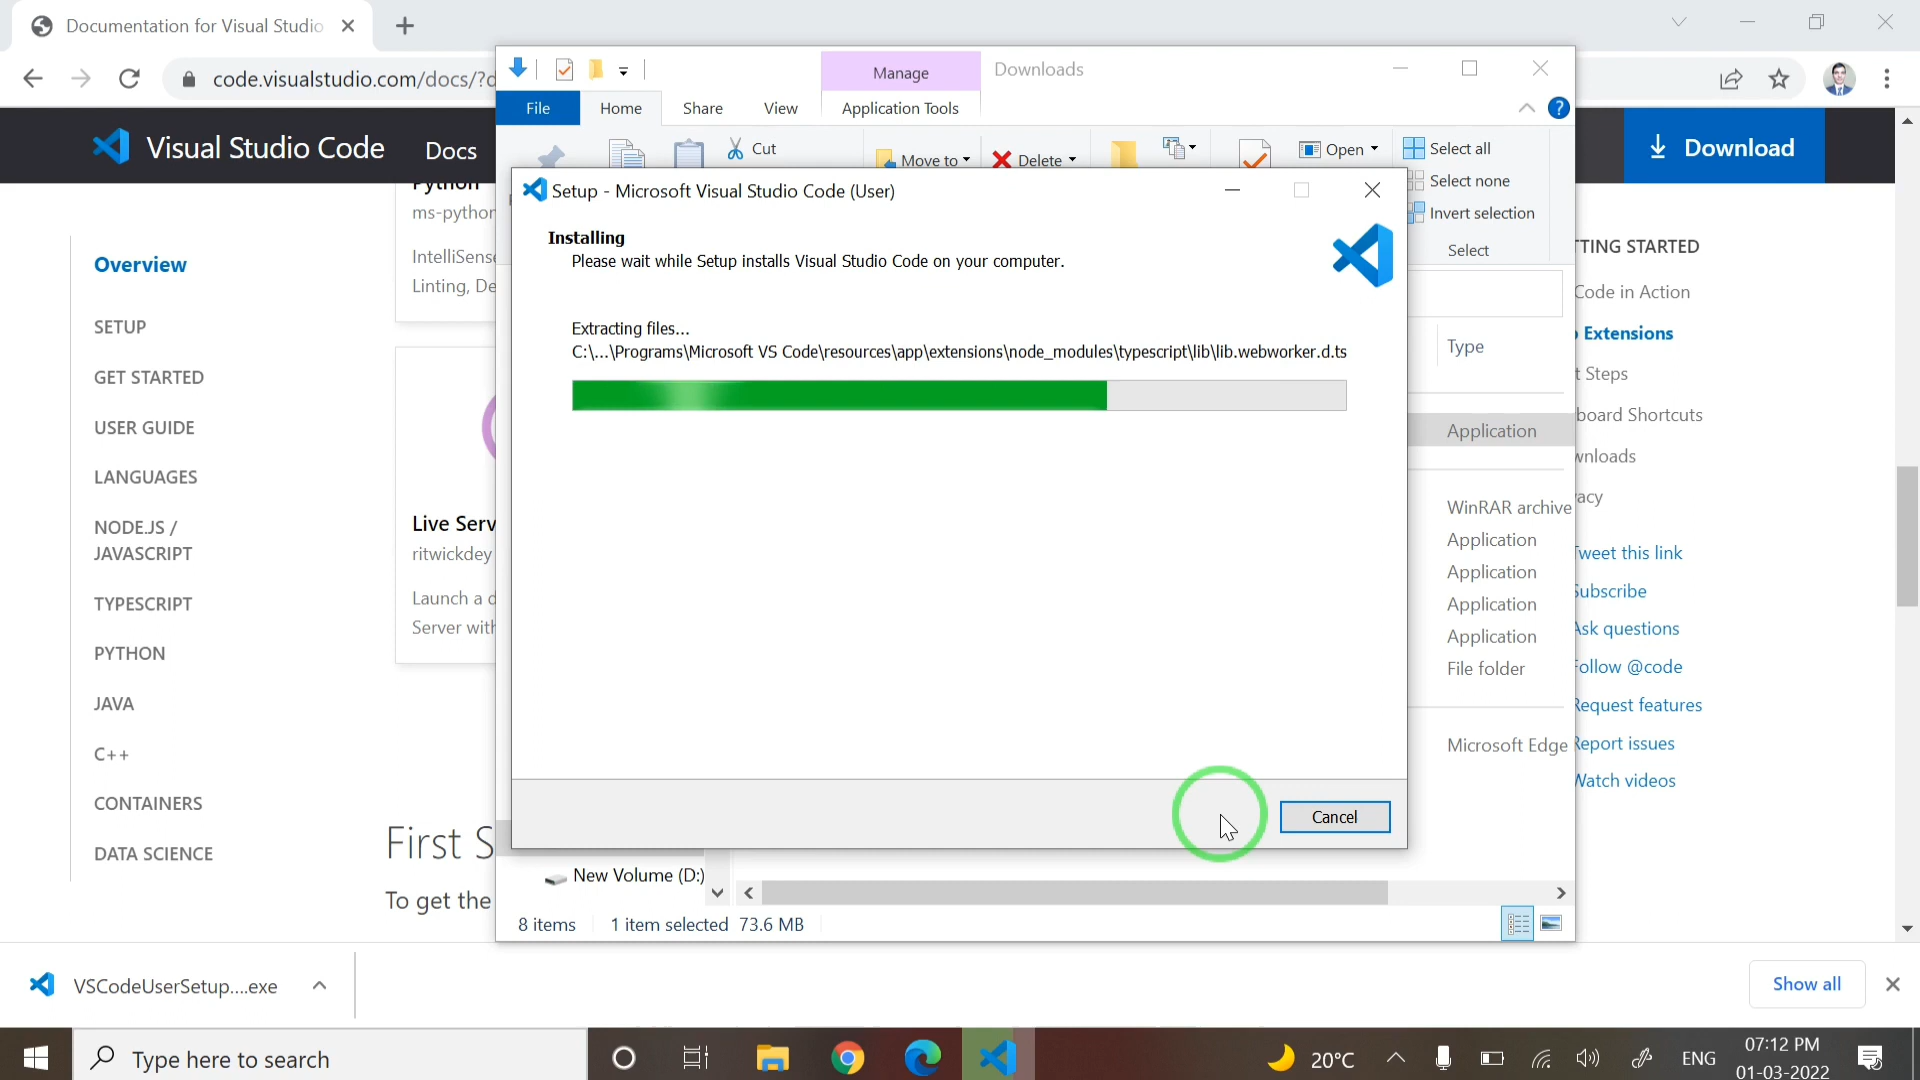 Documentation for Visual Studio
code.visualstudio.com/docs/?d
Visual Studio Code
Docs
Download
Manage
Downloads
File
Home
Share
View
Application Tools
Cut
Move to
Delete
Open
Select all
Select none
Invert selection
Select
Setup - Microsoft Visual Studio Code (User)
Installing
Please wait while Setup installs Visual Studio Code on your computer.
Extracting files...
C:\...\Programs\Microsoft VS Code\resources\app\extensions\node_modules\typescript\lib\lib.webworker.d.ts
Cancel
Overview
SETUP
GET STARTED
USER GUIDE
LANGUAGES
NODE.JS /
JAVASCRIPT
TYPESCRIPT
PYTHON
JAVA
C++
CONTAINERS
DATA SCIENCE
Python
ms-python
IntelliSense
Linting, De
Live Serv
ritwickdey
Launch a d
Server with
First S
To get the
Type
Application
WinRAR archive
Application
Application
Application
Application
File folder
Microsoft Edge
TTING STARTED
Code in Action
Extensions
t Steps
board Shortcuts
wnloads
vacy
Tweet this link
Subscribe
Ask questions
Follow @code
Request features
Report issues
Watch videos
New Volume (D:)
8 items
1 item selected 73.6 MB
VSCodeUserSetup....exe
Show all
Type here to search
20°C
ENG
07:12 PM
01-03-2022